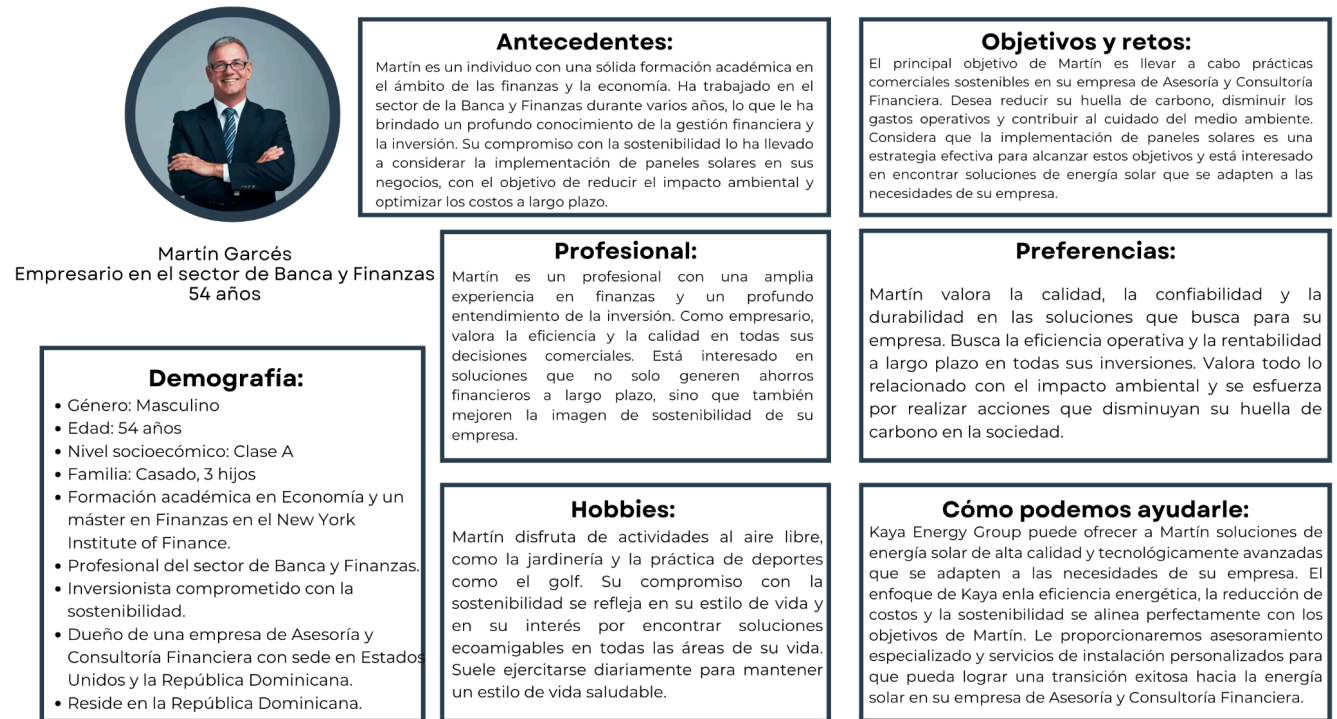 Martín Garcés
Empresario en el sector de Banca y Finanzas
54 años
Demografía:
• Género: Masculino
• Edad: 54 años
• Nivel socioecómico: Clase A
• Familia: Casado, 3 hijos
• Formación académica en Economía y un
máster en Finanzas en el New York
Institute of Finance.
• Profesional del sector de Banca y Finanzas.
• Inversionista comprometido con la
sostenibilidad.
• Dueño de una empresa de Asesoría y
Consultoría Financiera con sede en Estados
Unidos y la República Dominicana.
• Reside en la República Dominicana.
Antecedentes:
Martín es un individuo con una sólida formación académica en
el ámbito de las finanzas y la economía. Ha trabajado en el
sector de la Banca y Finanzas durante varios años, lo que le ha
brindado un profundo conocimiento de la gestión financiera y
la inversión. Su compromiso con la sostenibilidad lo ha llevado
a considerar la implementación de paneles solares en sus
negocios, con el objetivo de reducir el impacto ambiental y
optimizar los costos a largo plazo.
Objetivos y retos:
El principal objetivo de Martín es llevar a cabo prácticas
comerciales sostenibles en su empresa de Asesoría y Consultoría
Financiera. Desea reducir su huella de carbono, disminuir los
gastos operativos y contribuir al cuidado del medio ambiente.
Considera que la implementación de paneles solares es una
estrategia efectiva para alcanzar estos objetivos y está interesado
en encontrar soluciones de energía solar que se adapten a las
necesidades de su empresa.
Profesional:
Martín es un profesional con una amplia
experiencia en finanzas y un profundo
entendimiento de la inversión. Como empresario,
valora la eficiencia y la calidad en todas sus
decisiones comerciales. Está interesado en
soluciones que no solo generen ahorros
financieros a largo plazo, sino que también
mejoren la imagen de sostenibilidad de su
empresa.
Preferencias:
Martín valora la calidad, la confiabilidad y la
durabilidad en las soluciones que busca para su
empresa. Busca la eficiencia operativa y la rentabilidad
a largo plazo en todas sus inversiones. Valora todo lo
relacionado con el impacto ambiental y se esfuerza
por realizar acciones que disminuyan su huella de
carbono en la sociedad.
Hobbies:
Martín disfruta de actividades al aire libre,
como la jardinería y la práctica de deportes
como el golf. Su compromiso con la
sostenibilidad se refleja en su estilo de vida y
en su interés por encontrar soluciones
ecoamigables en todas las áreas de su vida.
Suele ejercitarse diariamente para mantener
un estilo de vida saludable.
Cómo podemos ayudarle:
Kaya Energy Group puede ofrecer a Martín soluciones de
energía solar de alta calidad y tecnológicamente avanzadas
que se adapten a las necesidades de su empresa. El
enfoque de Kaya enla eficiencia energética, la reducción de
costos y la sostenibilidad se alinea perfectamente con los
objetivos de Martín. Le proporcionaremos asesoramiento
especializado y servicios de instalación personalizados para
que pueda lograr una transición exitosa hacia la energía
solar en su empresa de Asesoría y Consultoría Financiera.